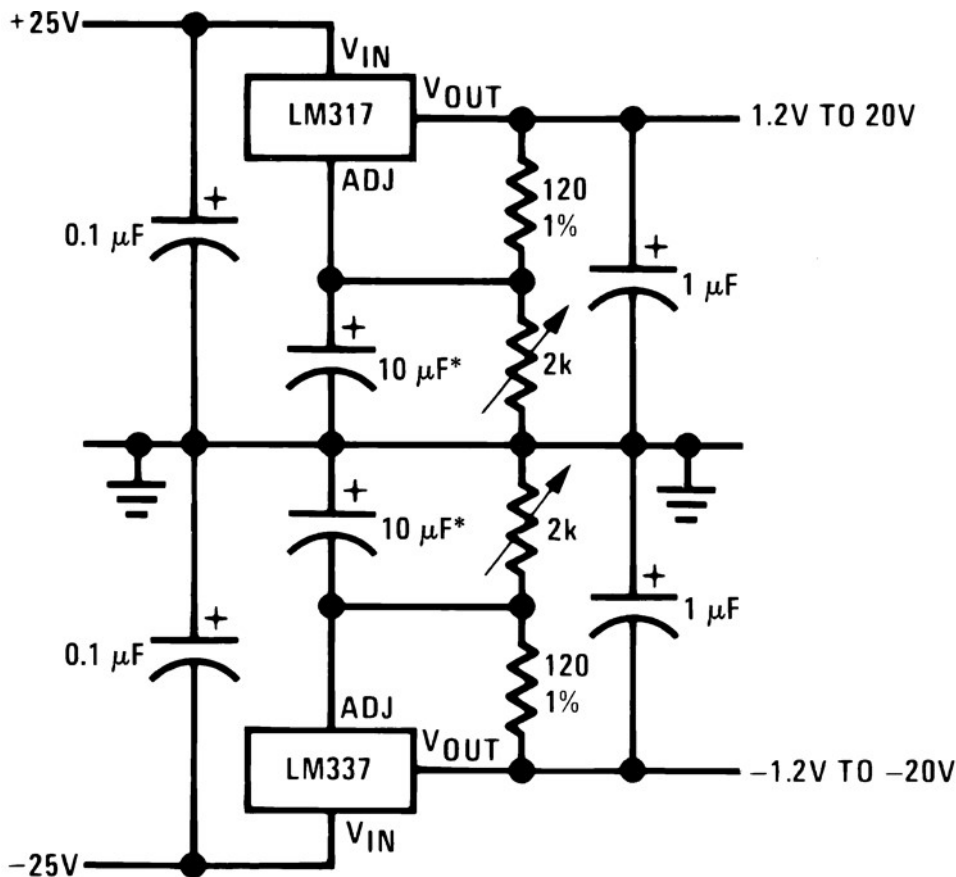 +25V
VIN
LM317
VOUT
1.2V TO 20V
ADJ
120
1%
+
0.1 μF
+
1 μF
+
10 μF*
2k
+
10 μF*
2k
+
1 μF
+
0.1 μF
120
1%
ADJ
VOUT
LM337
–1.2V TO –20V
VIN
–25V